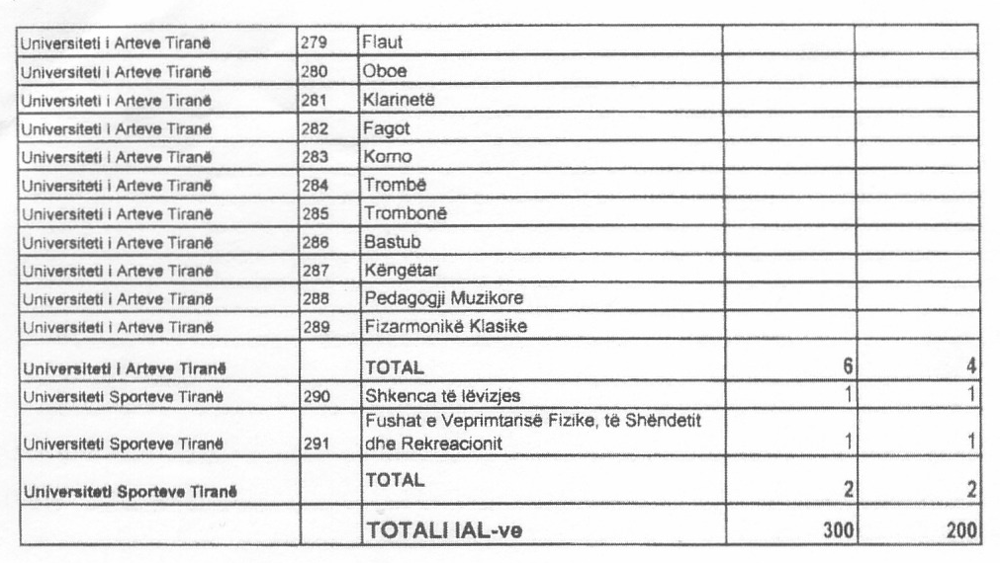 Universiteti i Arteve Tiranë 279 Flaut
Universiteti i Arteve Tiranë 280 Oboe
Universiteti i Arteve Tiranë 281 Klarinetë
Universiteti i Arteve Tiranë 282 Fagot
Universiteti i Arteve Tiranë 283 Korno
Universiteti i Arteve Tiranë 284 Trombë
Universiteti i Arteve Tiranë 285 Trombonë
Universiteti i Arteve Tiranë 286 Bastub
Universiteti i Arteve Tiranë 287 Këngëtar
Universiteti i Arteve Tiranë 288 Pedagogji Muzikore
Universiteti i Arteve Tiranë 289 Fizarmonikë Klasike
Universiteti i Arteve Tiranë TOTAL 6 4
Universiteti Sporteve Tiranë 290 Shkenca të lëvizjes 1 1
Universiteti Sporteve Tiranë 291 Fushat e Veprimtarisë Fizike, të Shëndetit
dhe Rekreacionit 1 1
Universiteti Sporteve Tiranë TOTAL 2 2
TOTALI IAL-ve 300 200